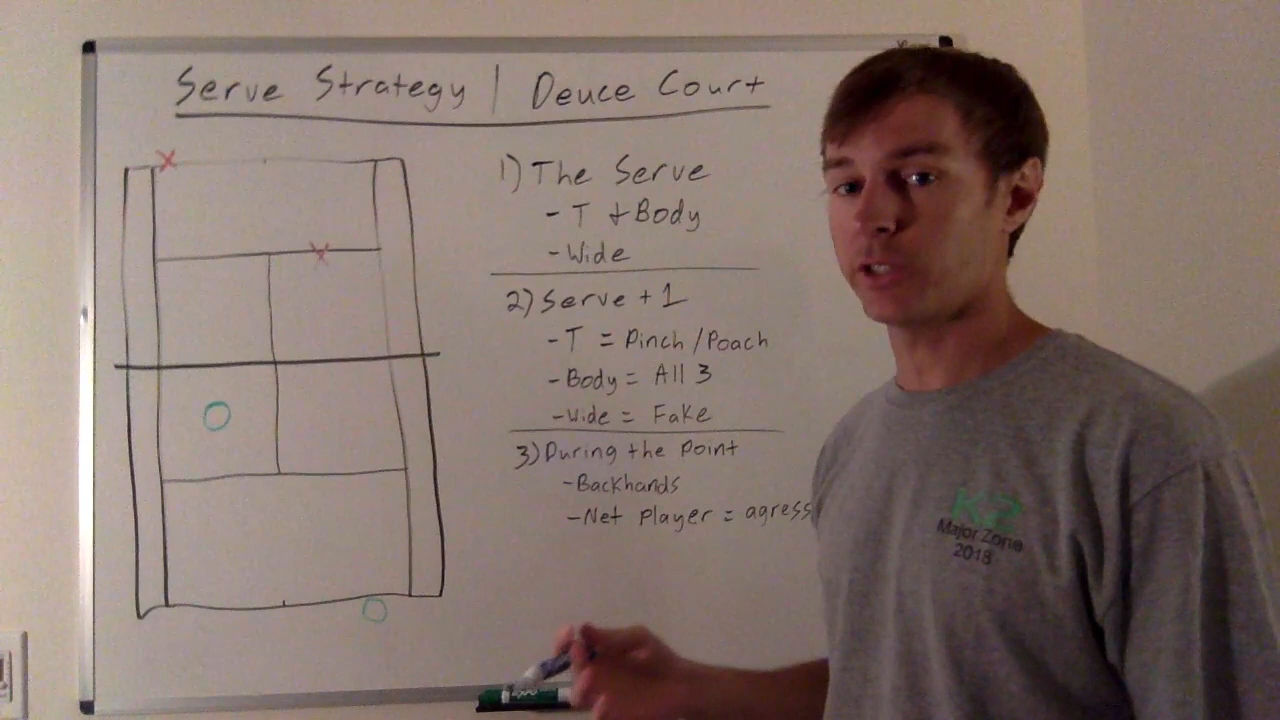 Serve Strategy | Deuce Court
1) The Serve
- T + Body
- Wide
2) Serve + 1
- T = Pinch/Poach
- Body = All 3
- Wide = Fake
3) During the Point
- Backhands
- Net Player = agress
K2
Major Zone
2018